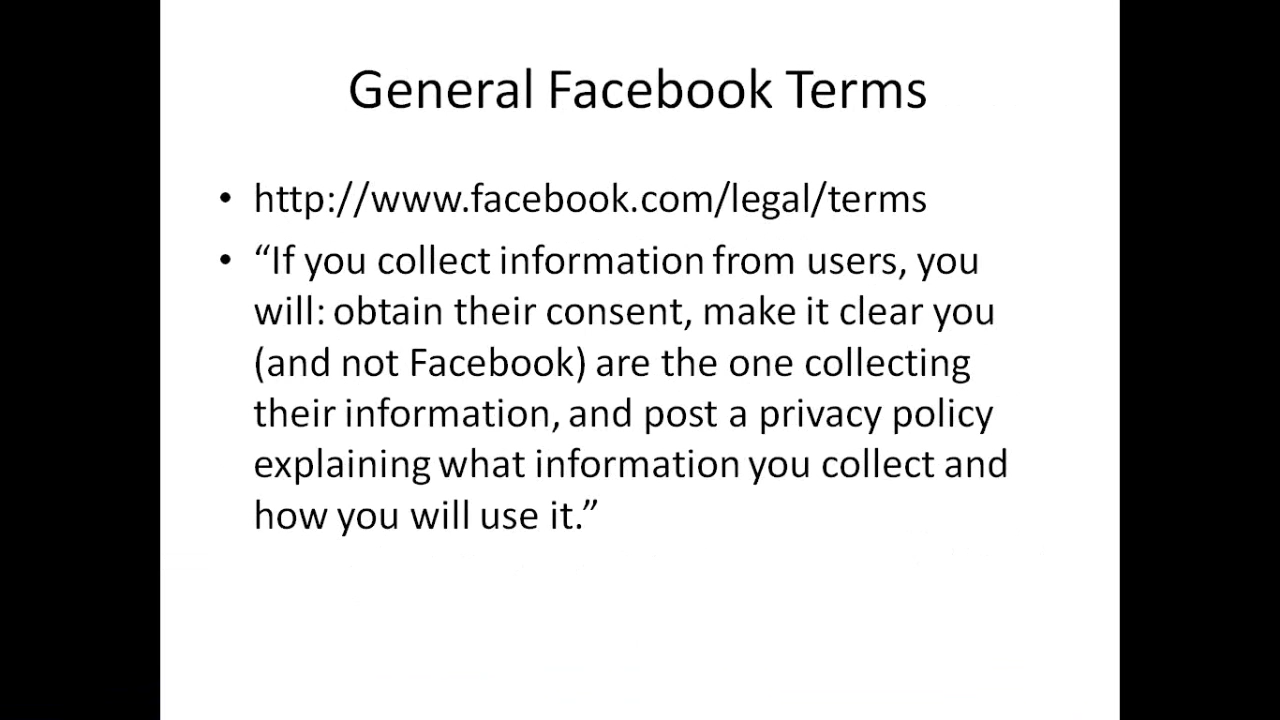 General Facebook Terms
• http://www.facebook.com/legal/terms
• “If you collect information from users, you
will: obtain their consent, make it clear you
(and not Facebook) are the one collecting
their information, and post a privacy policy
explaining what information you collect and
how you will use it.”